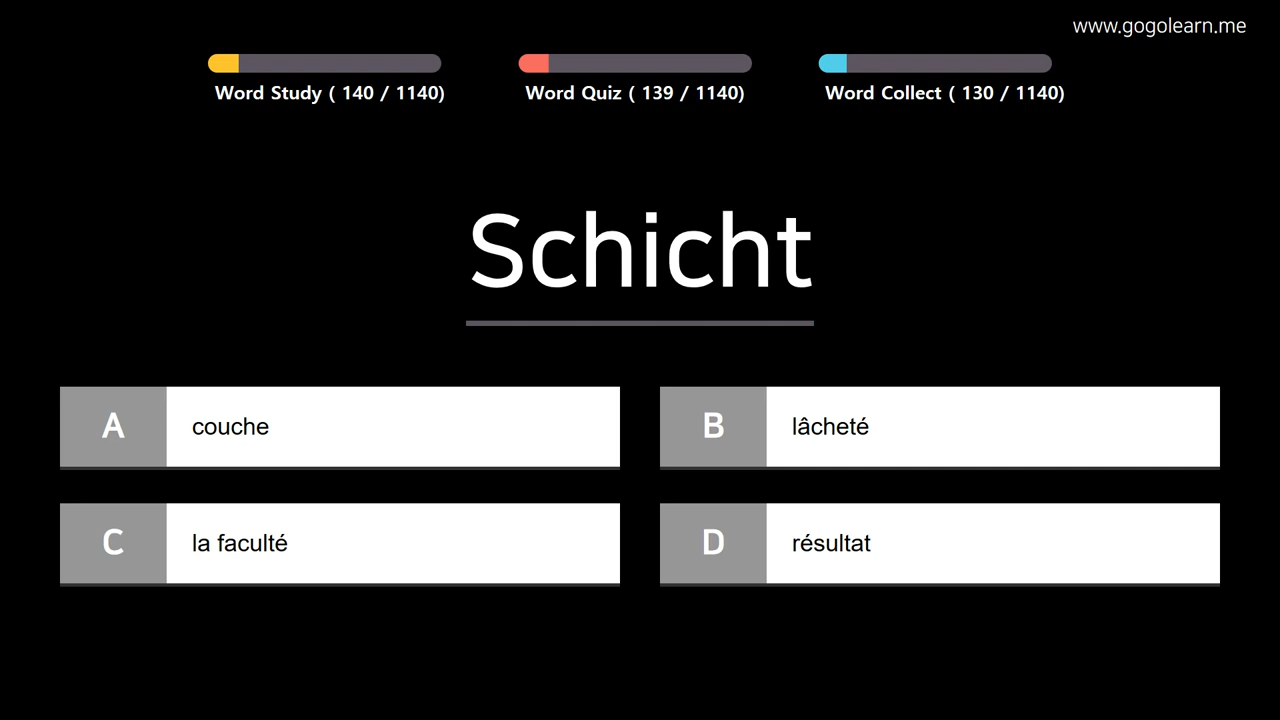 www.gogolearn.me
Word Study ( 140 / 1140)
Word Quiz ( 139 / 1140)
Word Collect ( 130 / 1140)
Schicht
A couche
B lâcheté
C la faculté
D résultat